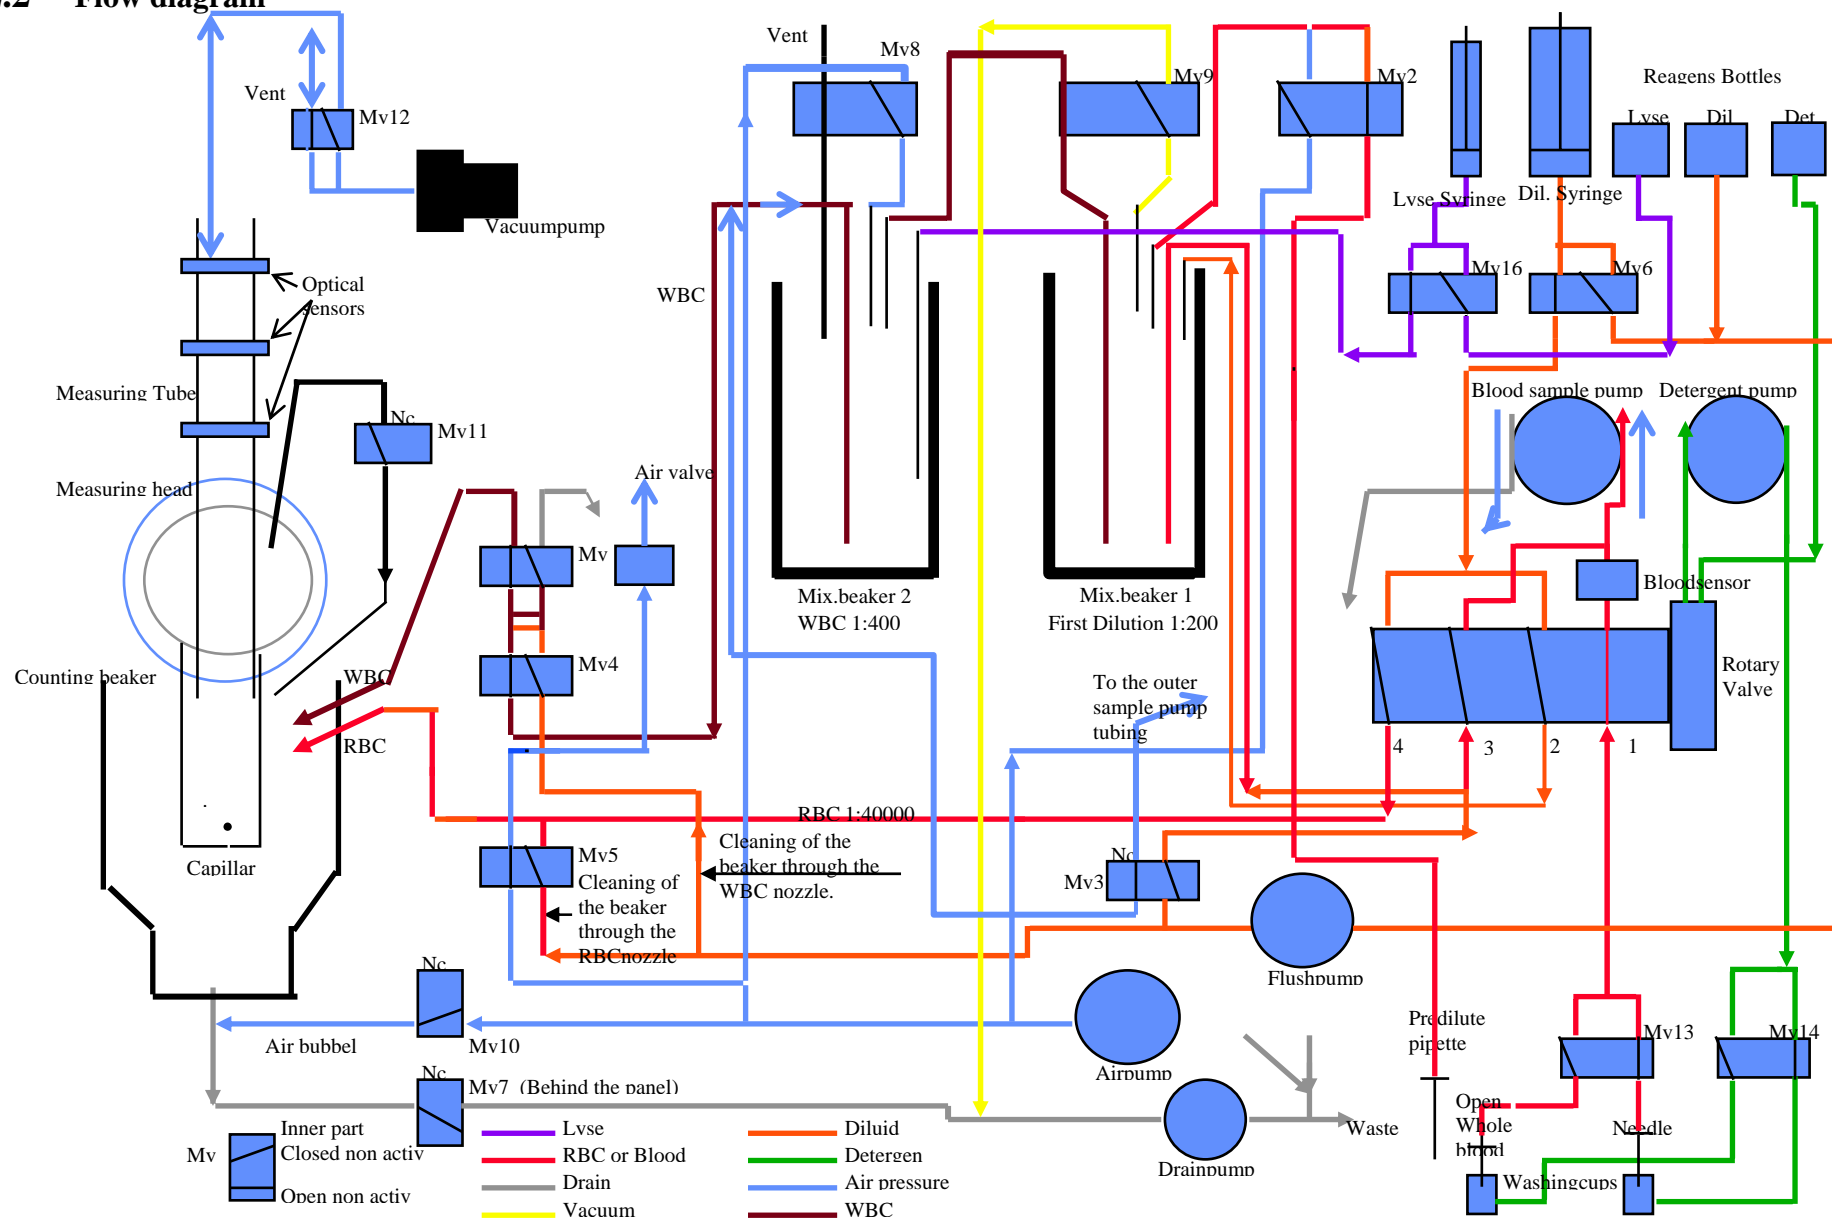 Flow diagram
Vent
Mv12
Vacuumpump
Optical
sensors
Measuring Tube
Nc
Mv11
Measuring head
Counting beaker
WBC
RBC
Capillar
Vent
Mv8
Mv9
Mv2
WBC
Air valve
Mv
Mv4
Mix.beaker 2
WBC 1:400
Mix.beaker 1
First Dilution 1:200
Reagens Bottles
Lyse
Dil
Det
Lyse Syringe
Dil. Syringe
Mv16
Mv6
Blood sample pump
Detergent pump
Bloodsensor
Rotary
Valve
4
3
2
1
To the outer
sample pump
tubing
RBC 1:40000
Mv5
Cleaning of
the beaker
through the
RBCnozzle
Cleaning of the
beaker through the
WBC nozzle.
Nc
Mv3
Flushpump
Nc
Mv10
Air bubbel
Airpump
Nc
Mv7 (Behind the panel)
Predilute
pipette
Mv13
Mv14
Open
Whole
blood
Needle
Washingcups
Waste
Drainpump
Mv
Inner part
Closed non activ
Open non activ
Lyse
RBC or Blood
Drain
Vacuum
Diluid
Detergen
Air pressure
WBC